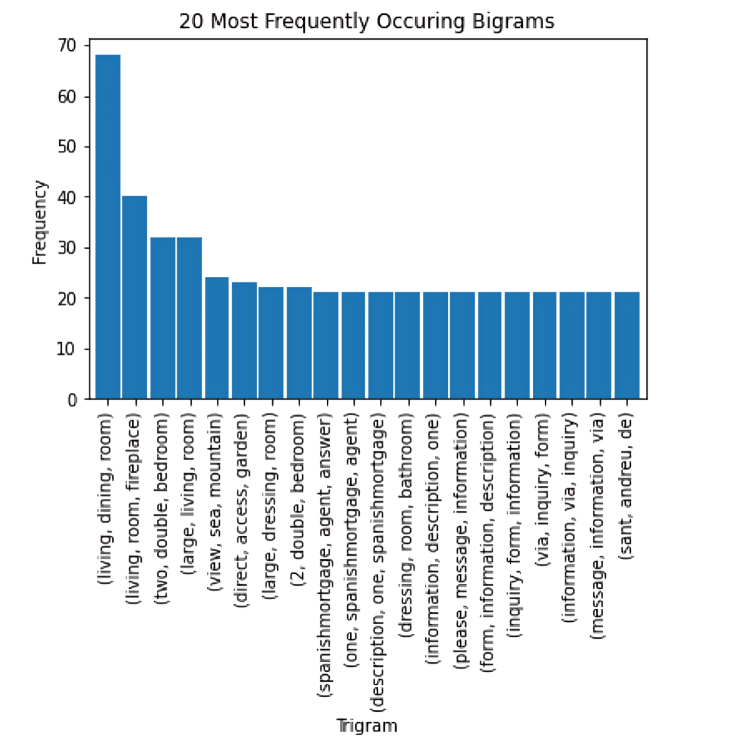 20 Most Frequently Occuring Bigrams
Frequency
70
60
50
40
30
20
10
0
(living, dining, room)
(living, room, fireplace)
(two, double, bedroom)
(large, living, room)
(view, sea, mountain)
(direct, access, garden)
(large, dressing, room)
(2, double, bedroom)
(spanishmortgage, agent, answer)
(one, spanishmortgage, agent)
(description, one, spanishmortgage)
(dressing, room, bathroom)
(information, description, one)
(please, message, information)
(form, information, description)
(inquiry, form, information)
(via, inquiry, form)
(information, via, inquiry)
(message, information, via)
(sant, andreu, de)
Trigram